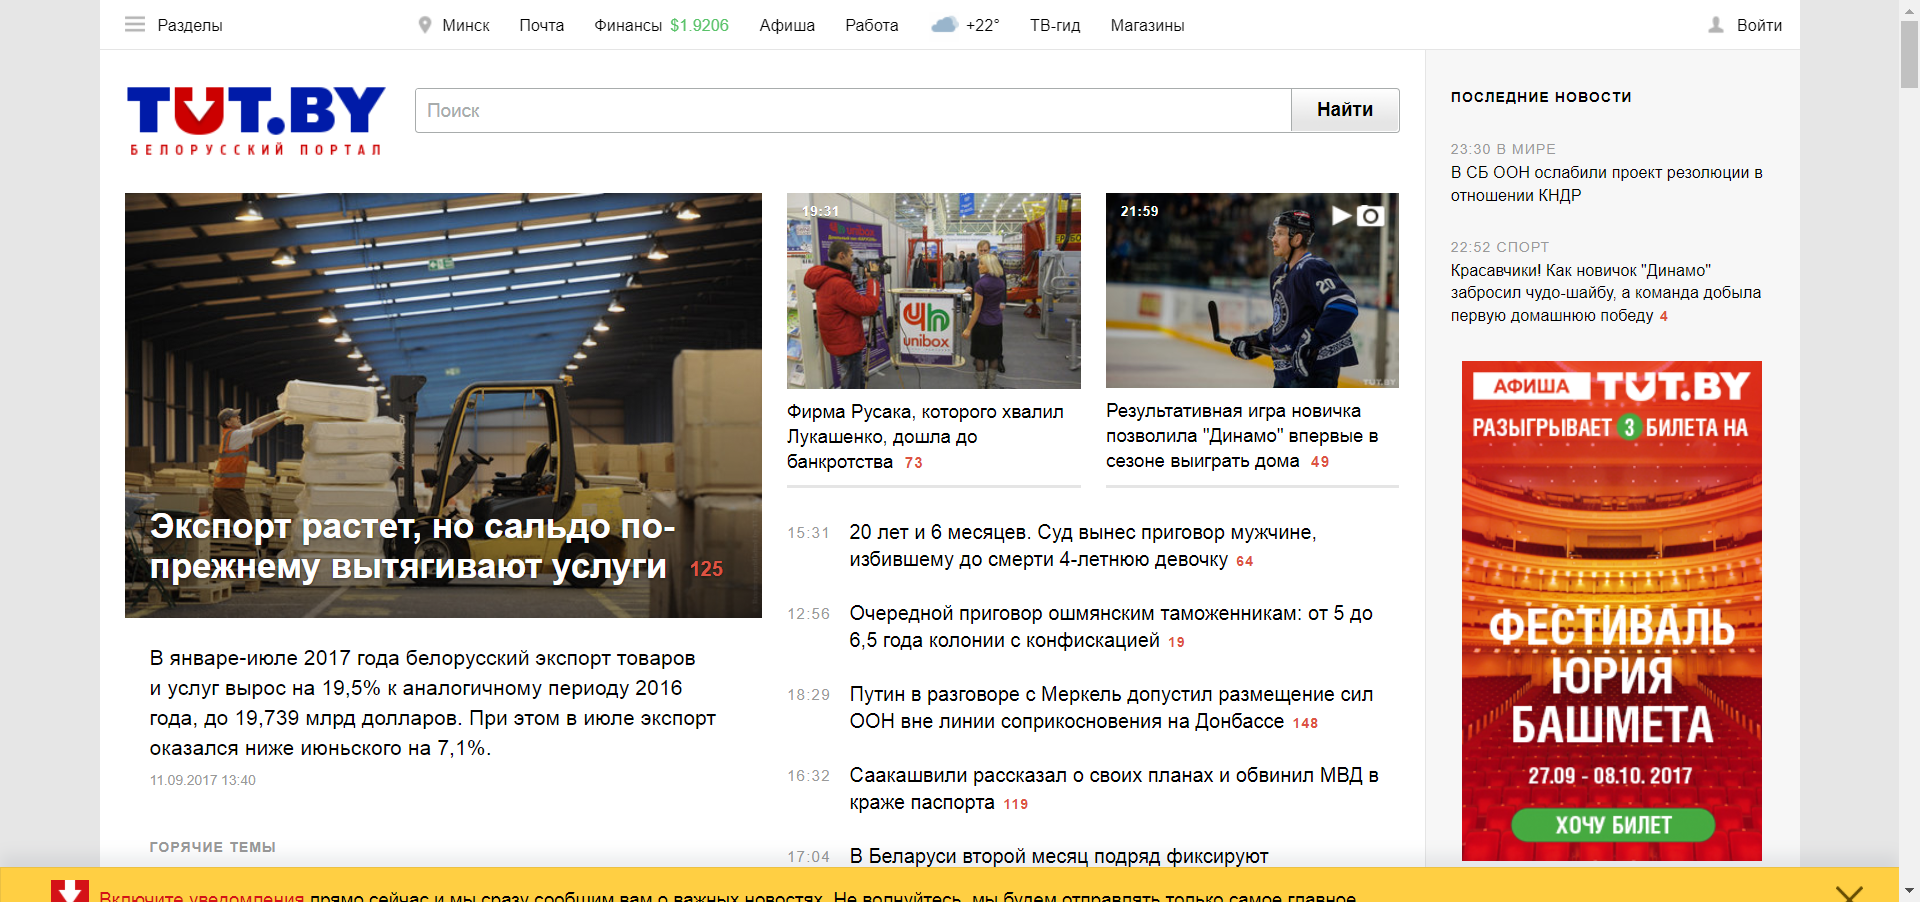 Разделы
Минск Почта Финансы $1.9206 Афиша Работа +22° ТВ-гид Магазины
Войти
TUT.BY
БЕЛОРУССКИЙ ПОРТАЛ
Поиск
Найти
Экспорт растет, но сальдо по-
прежнему вытягивают услуги 125
В январе-июле 2017 года белорусский экспорт товаров
и услуг вырос на 19,5% к аналогичному периоду 2016
года, до 19,739 млрд долларов. При этом в июле экспорт
оказался ниже июньского на 7,1%.
11.09.2017 13:40
ГОРЯЧИЕ ТЕМЫ
19:31
unibox
unibox
Фирма Русака, которого хвалил
Лукашенко, дошла до
банкротства 73
21:59
20
TUT.BY
Результативная игра новичка
позволила "Динамо" впервые в
сезоне выиграть дома 49
15:31 20 лет и 6 месяцев. Суд вынес приговор мужчине,
избившему до смерти 4-летнюю девочку 64
12:56 Очередной приговор ошмянским таможенникам: от 5 до
6,5 года колонии с конфискацией 19
18:29 Путин в разговоре с Меркель допустил размещение сил
ООН вне линии соприкосновения на Донбассе 148
16:32 Саакашвили рассказал о своих планах и обвинил МВД в
краже паспорта 119
17:04 В Беларуси второй месяц подряд фиксируют
ПОСЛЕДНИЕ НОВОСТИ
23:30 В МИРЕ
В СБ ООН ослабили проект резолюции в
отношении КНДР
22:52 СПОРТ
Красавчики! Как новичок "Динамо"
забросил чудо-шайбу, а команда добыла
первую домашнюю победу 4
АФИША TUT.BY
РАЗЫГРЫВАЕТ 3 БИЛЕТА НА
ФЕСТИВАЛЬ
ЮРИЯ
БАШМЕТА
27.09 - 08.10. 2017
ХОЧУ БИЛЕТ
Включите уведомления прямо сейчас и мы сразу сообщим вам о важных новостях. Не волнуйтесь, мы будем отправлять только самое главное.